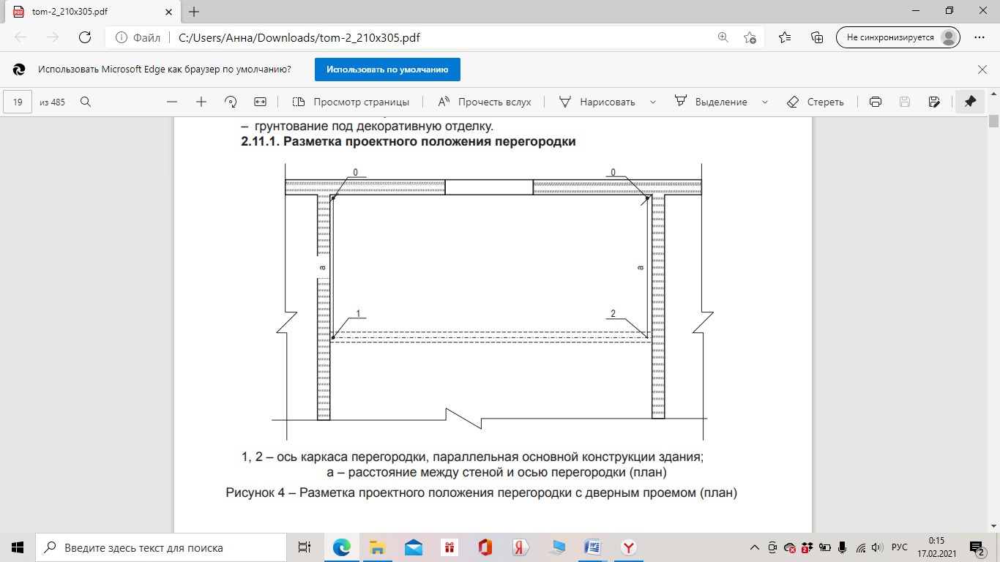 tom-2_210x305.pdf
Файл C:/Users/Анна/Downloads/tom-2_210x305.pdf
Не синхронизируется
Использовать Microsoft Edge как браузер по умолчанию? Использовать по умолчанию
19 из 485 Просмотр страницы Прочесть вслух Нарисовать Выделение Стереть
– грунтование под декоративную отделку.
2.11.1. Разметка проектного положения перегородки
0 0
а а
1 2
1, 2 – ось каркаса перегородки, параллельная основной конструкции здания;
а – расстояние между стеной и осью перегородки (план)
Рисунок 4 – Разметка проектного положения перегородки с дверным проемом (план)
Введите здесь текст для поиска
РУС
0:15
17.02.2021
2